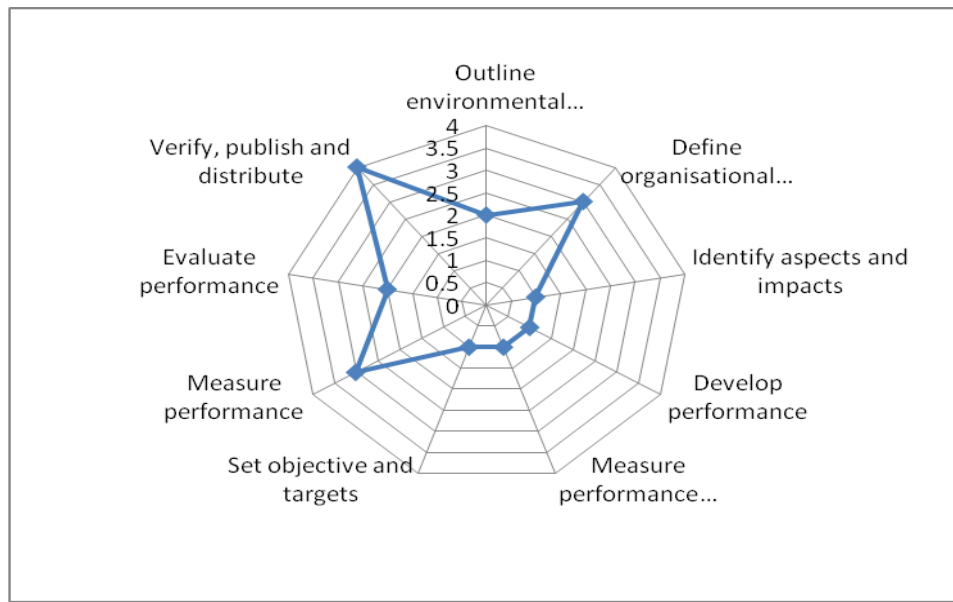 Outline
environmental...
Define
organisational...
Identify aspects and
impacts
Develop
performance
Measure
performance...
Set objective and
targets
Measure
performance
Evaluate
performance
Verify, publish and
distribute
4
3.5
3
2.5
2
1.5
1
0.5
0